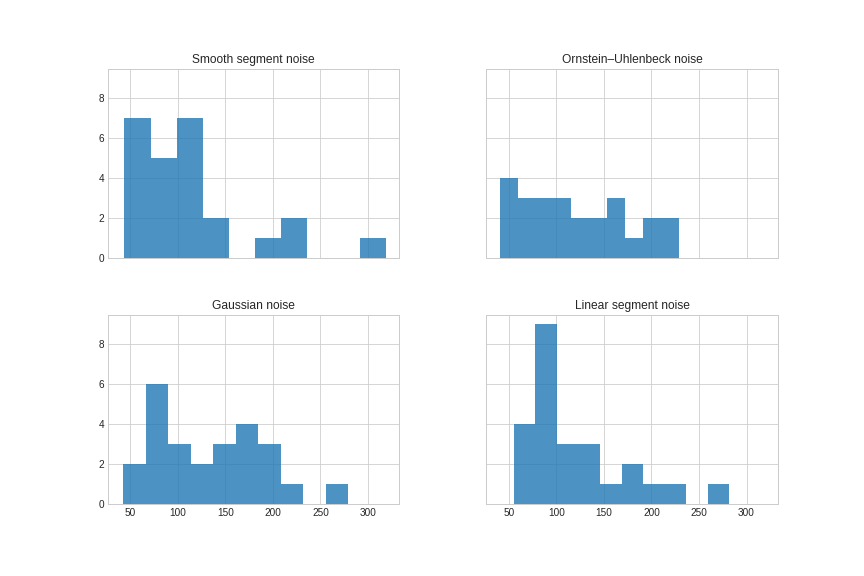 Smooth segment noise
Ornstein–Uhlenbeck noise
8
6
4
2
0
Gaussian noise
Linear segment noise
8
6
4
2
0
50 100 150 200 250 300
50 100 150 200 250 300